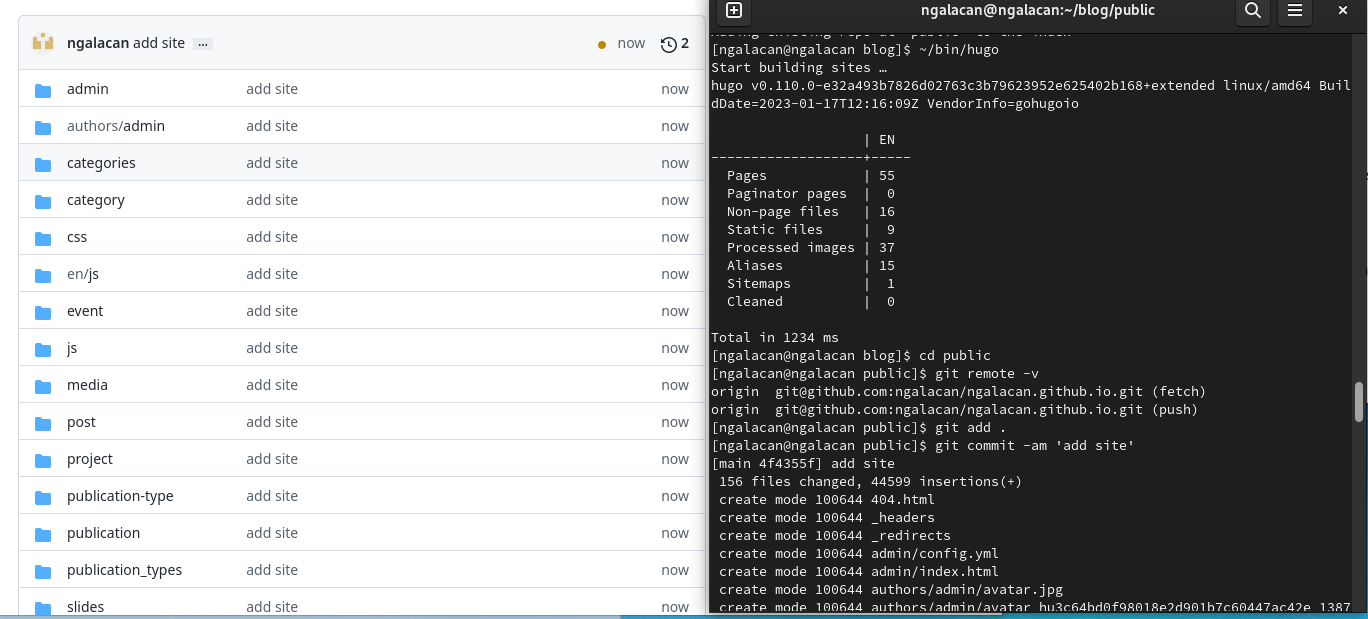 ngalacan add site ...
now 2
admin add site now
authors/admin add site now
categories add site now
category add site now
css add site now
en/js add site now
event add site now
js add site now
media add site now
post add site now
project add site now
publication-type add site now
publication add site now
publication_types add site now
slides add site now
ngalacan@ngalacan:~/blog/public
[ngalacan@ngalacan blog]$ ~/bin/hugo
Start building sites …
hugo v0.110.0-e32a493b7826d02763c3b79623952e625402b168+extended linux/amd64 Buil
dDate=2023-01-17T12:16:09Z VendorInfo=gohugoio
| EN
-------------------+-----
Pages | 55
Paginator pages | 0
Non-page files | 16
Static files | 9
Processed images | 37
Aliases | 15
Sitemaps | 1
Cleaned | 0
Total in 1234 ms
[ngalacan@ngalacan blog]$ cd public
[ngalacan@ngalacan public]$ git remote -v
origin git@github.com:ngalacan/ngalacan.github.io.git (fetch)
origin git@github.com:ngalacan/ngalacan.github.io.git (push)
[ngalacan@ngalacan public]$ git add .
[ngalacan@ngalacan public]$ git commit -am 'add site'
[main 4f4355f] add site
156 files changed, 44599 insertions(+)
create mode 100644 404.html
create mode 100644 _headers
create mode 100644 _redirects
create mode 100644 admin/config.yml
create mode 100644 admin/index.html
create mode 100644 authors/admin/avatar.jpg
create mode 100644 authors/admin/avatar_hu3c64bd0f98018e2d901b7c60447ac42e_1387